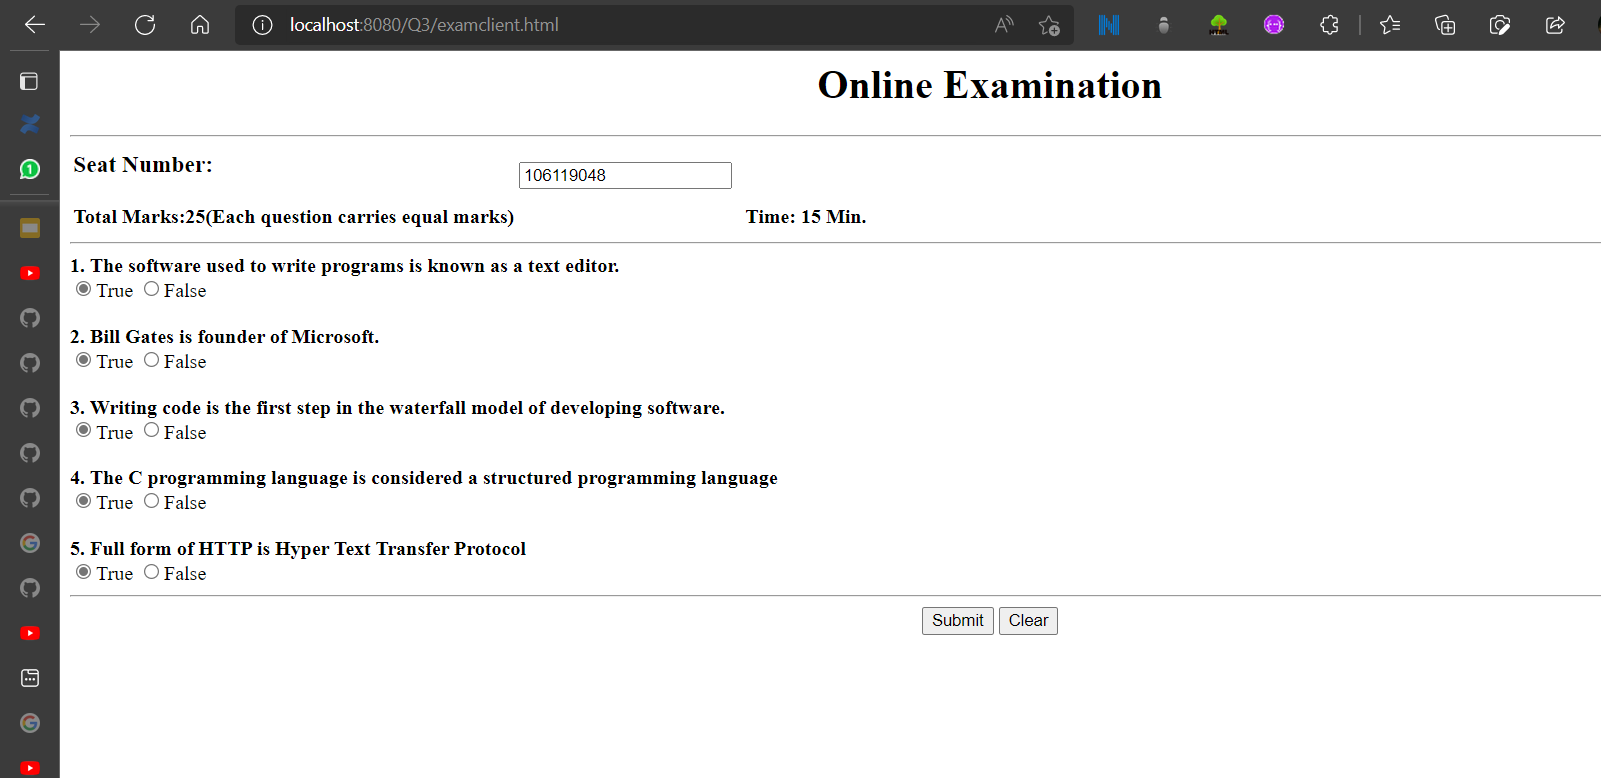 localhost:8080/Q3/examclient.html
Online Examination
Seat Number:
106119048
Total Marks:25(Each question carries equal marks) Time: 15 Min.
1. The software used to write programs is known as a text editor.
True False
2. Bill Gates is founder of Microsoft.
True False
3. Writing code is the first step in the waterfall model of developing software.
True False
4. The C programming language is considered a structured programming language
True False
5. Full form of HTTP is Hyper Text Transfer Protocol
True False
Submit Clear
1